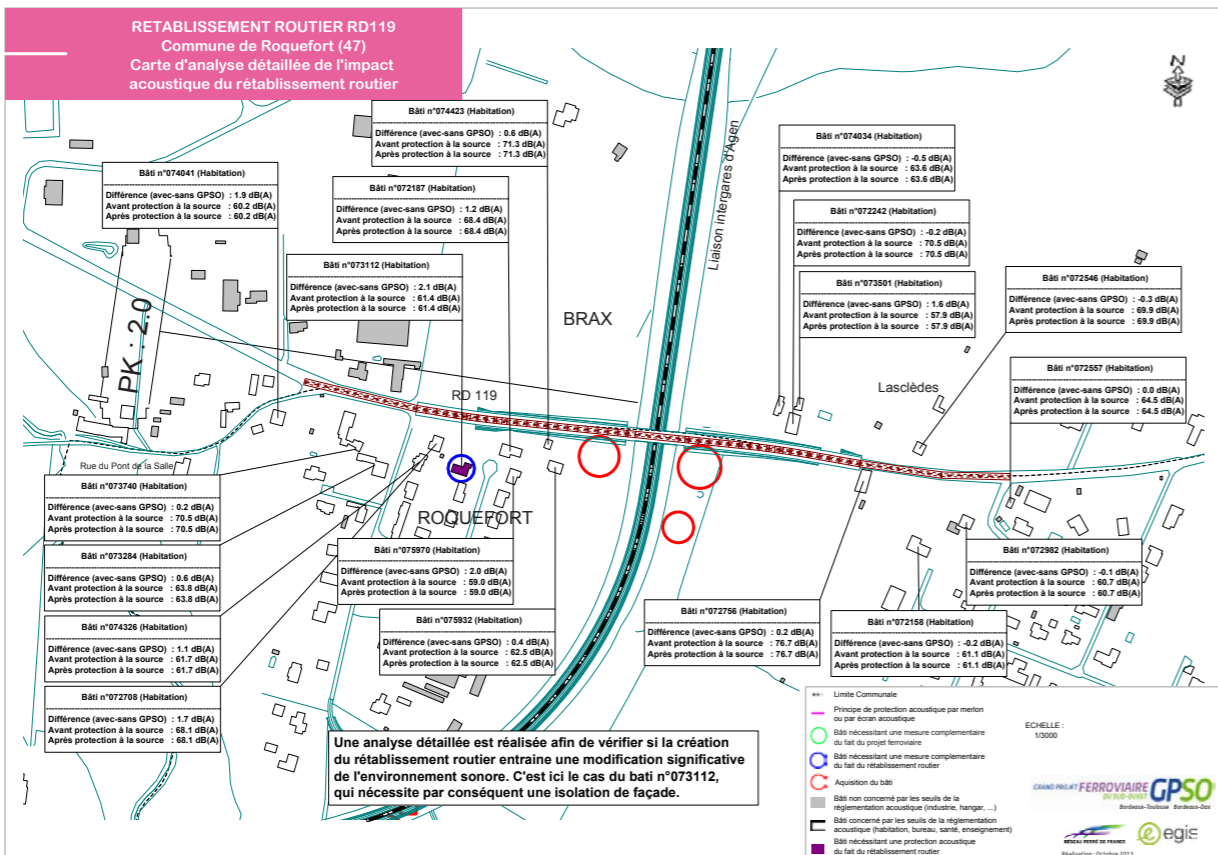 RETABLISSEMENT ROUTIER RD119
Commune de Roquefort (47)
Carte d'analyse détaillée de l'impact
acoustique du rétablissement routier
N
Bâti n°074423 (Habitation)
Différence (avec-sans GPSO) : 0.6 dB(A)
Avant protection à la source : 71.3 dB(A)
Après protection à la source : 71.3 dB(A)
Bâti n°074034 (Habitation)
Différence (avec-sans GPSO) : -0.5 dB(A)
Avant protection à la source : 63.6 dB(A)
Après protection à la source : 63.6 dB(A)
Bâti n°074041 (Habitation)
Différence (avec-sans GPSO) : 1.9 dB(A)
Avant protection à la source : 60.2 dB(A)
Après protection à la source : 60.2 dB(A)
Bâti n°072187 (Habitation)
Différence (avec-sans GPSO) : 1.2 dB(A)
Avant protection à la source : 68.4 dB(A)
Après protection à la source : 68.4 dB(A)
Liaison intergares d'Agen
Bâti n°072242 (Habitation)
Différence (avec-sans GPSO) : -0.2 dB(A)
Avant protection à la source : 70.5 dB(A)
Après protection à la source : 70.5 dB(A)
Bâti n°073112 (Habitation)
Différence (avec-sans GPSO) : 2.1 dB(A)
Avant protection à la source : 61.4 dB(A)
Après protection à la source : 61.4 dB(A)
Bâti n°073501 (Habitation)
Différence (avec-sans GPSO) : 1.6 dB(A)
Avant protection à la source : 57.9 dB(A)
Après protection à la source : 57.9 dB(A)
Bâti n°072546 (Habitation)
Différence (avec-sans GPSO) : -0.3 dB(A)
Avant protection à la source : 69.9 dB(A)
Après protection à la source : 69.9 dB(A)
PK : 2.0
BRAX
Bâti n°072557 (Habitation)
Différence (avec-sans GPSO) : 0.0 dB(A)
Avant protection à la source : 64.5 dB(A)
Après protection à la source : 64.5 dB(A)
RD 119
Lasclèdes
Rue du Pont de la Salle
ROQUEFORT
Bâti n°073740 (Habitation)
Différence (avec-sans GPSO) : 0.2 dB(A)
Avant protection à la source : 70.5 dB(A)
Après protection à la source : 70.5 dB(A)
Bâti n°073284 (Habitation)
Différence (avec-sans GPSO) : 0.6 dB(A)
Avant protection à la source : 63.8 dB(A)
Après protection à la source : 63.8 dB(A)
Bâti n°075970 (Habitation)
Différence (avec-sans GPSO) : 2.0 dB(A)
Avant protection à la source : 59.0 dB(A)
Après protection à la source : 59.0 dB(A)
Bâti n°072982 (Habitation)
Différence (avec-sans GPSO) : -0.1 dB(A)
Avant protection à la source : 60.7 dB(A)
Après protection à la source : 60.7 dB(A)
Bâti n°074326 (Habitation)
Différence (avec-sans GPSO) : 1.1 dB(A)
Avant protection à la source : 61.7 dB(A)
Après protection à la source : 61.7 dB(A)
Bâti n°075932 (Habitation)
Différence (avec-sans GPSO) : 0.4 dB(A)
Avant protection à la source : 62.5 dB(A)
Après protection à la source : 62.5 dB(A)
Bâti n°072756 (Habitation)
Différence (avec-sans GPSO) : 0.2 dB(A)
Avant protection à la source : 76.7 dB(A)
Après protection à la source : 76.7 dB(A)
Bâti n°072158 (Habitation)
Différence (avec-sans GPSO) : -0.2 dB(A)
Avant protection à la source : 61.1 dB(A)
Après protection à la source : 61.1 dB(A)
Bâti n°072708 (Habitation)
Différence (avec-sans GPSO) : 1.7 dB(A)
Avant protection à la source : 68.1 dB(A)
Après protection à la source : 68.1 dB(A)
Une analyse détaillée est réalisée afin de vérifier si la création
du rétablissement routier entraine une modification significative
de l'environnement sonore. C'est ici le cas du bati n°073112,
qui nécessite par conséquent une isolation de façade.
Limite Communale
Principe de protection acoustique par merlon
ou par écran acoustique
Bâti nécessitant une mesure complementaire
du fait du projet ferroviaire
Bâti nécessitant une mesure complementaire
du fait du rétablissement routier
Aquisition du bâti
Bâti non concerné par les seuils de la
réglementation acoustique (industrie, hangar, ...)
Bâti concerné par les seuils de la réglementation
acoustique (habitation, bureau, santé, enseignement)
Bâti nécéssitant une protection acoustique
du fait du rétablissement routier
ECHELLE :
1/3000
GRAND PROJET FERROVIAIRE
DU SUD-OUEST
GPSO
Bordeaux-Toulouse Bordeaux-Dax
RÉSEAU FERRÉ DE FRANCE
egis
Réalisation : Octobre 2013